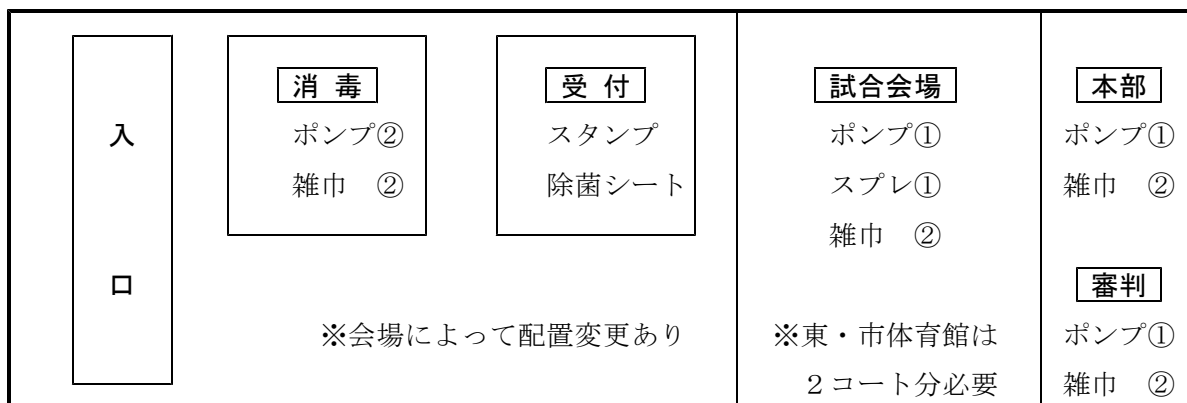 入
口
消 毒
ポンプ②
雑巾　②
受 付
スタンプ
除菌シート
※会場によって配置変更あり
試合会場
ポンプ①
スプレ①
雑巾　②
※東・市体育館は
２コート分必要
本部
ポンプ①
雑巾　②
審判
ポンプ①
雑巾　②